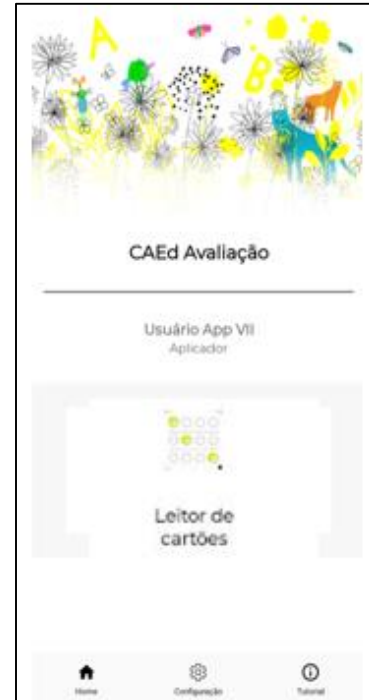 A
B
CAEd Avaliação
Usuário App VII
Aplicador
Leitor de
cartões
Home
Configuração
Tutorial